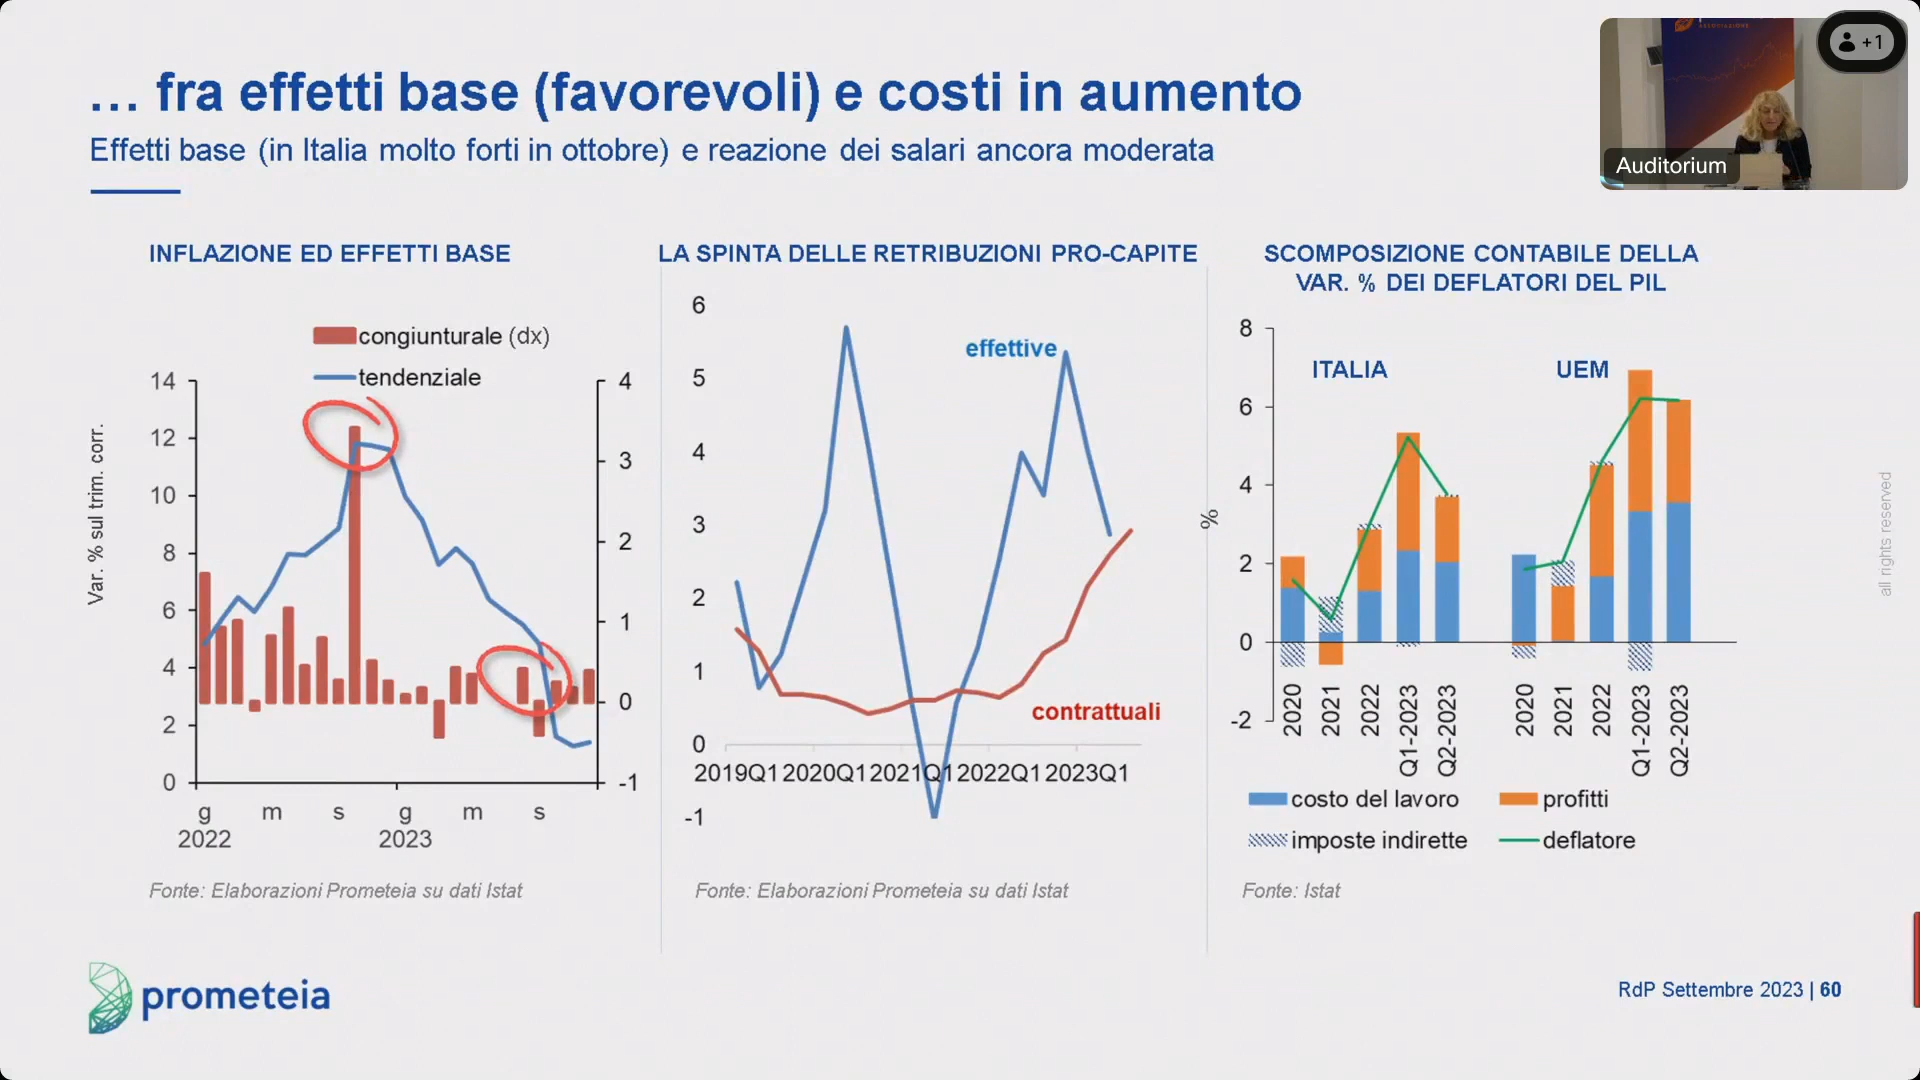 … fra effetti base (favorevoli) e costi in aumento
Effetti base (in Italia molto forti in ottobre) e reazione dei salari ancora moderata
+1
Auditorium
INFLAZIONE ED EFFETTI BASE
congiunturale (dx)
tendenziale
Var. % sul trim. corr.
14
12
10
8
6
4
2
0
4
3
2
1
0
-1
g m s g m s
2022 2023
Fonte: Elaborazioni Prometeia su dati Istat
LA SPINTA DELLE RETRIBUZIONI PRO-CAPITE
6
5
4
3
2
1
0
-1
effettive
contrattuali
2019Q1 2020Q1 2021Q1 2022Q1 2023Q1
Fonte: Elaborazioni Prometeia su dati Istat
SCOMPOSIZIONE CONTABILE DELLA
VAR. % DEI DEFLATORI DEL PIL
%
8
6
4
2
0
-2
ITALIA UEM
2020 2021 2022 Q1-2023 Q2-2023 2020 2021 2022 Q1-2023 Q2-2023
costo del lavoro profitti
imposte indirette deflatore
Fonte: Istat
all rights reserved
prometeia
RdP Settembre 2023 | 60